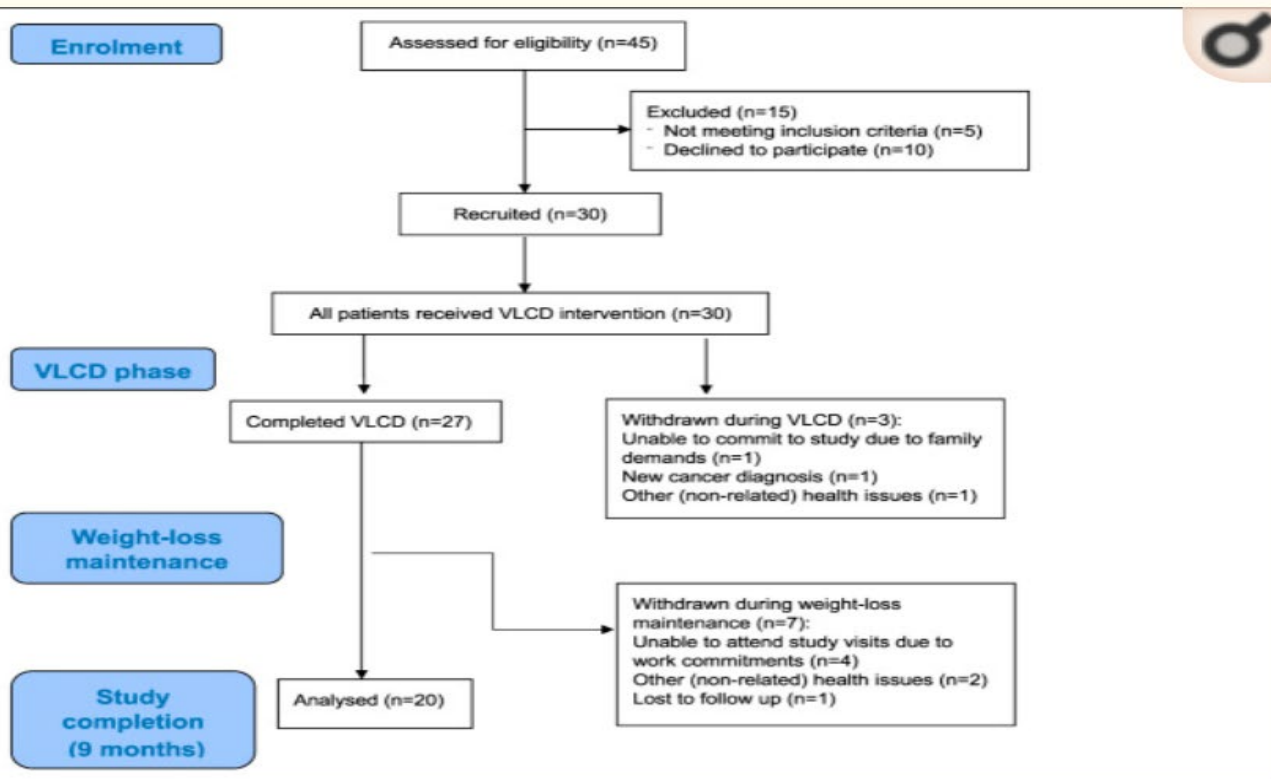 Enrolment
Assessed for eligibility (n=45)
Excluded (n=15)
- Not meeting inclusion criteria (n=5)
- Declined to participate (n=10)
Recruited (n=30)
All patients received VLCD intervention (n=30)
VLCD phase
Completed VLCD (n=27)
Withdrawn during VLCD (n=3):
Unable to commit to study due to family
demands (n=1)
New cancer diagnosis (n=1)
Other (non-related) health issues (n=1)
Weight-loss
maintenance
Withdrawn during weight-loss
maintenance (n=7):
Unable to attend study visits due to
work commitments (n=4)
Other (non-related) health issues (n=2)
Lost to follow up (n=1)
Study
completion
(9 months)
Analysed (n=20)